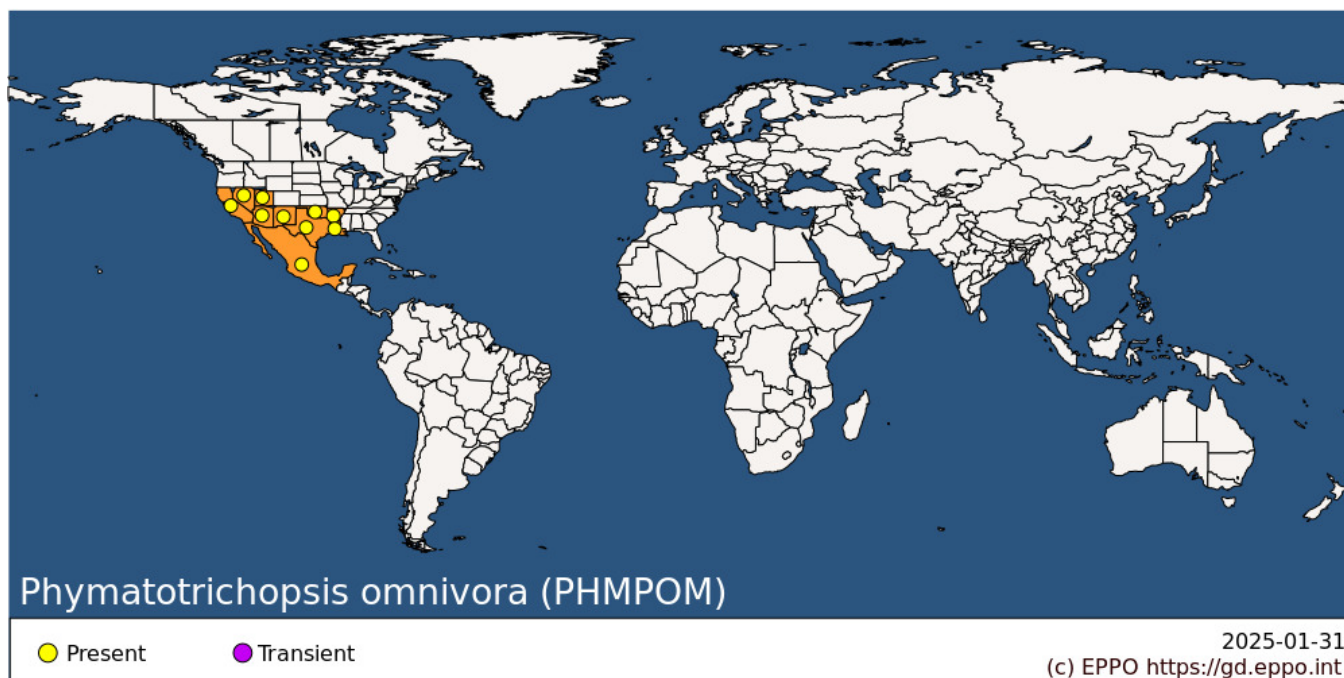 Phymatotrichopsis omnivora (PHMPOM)
Present
Transient
2025-01-31
(c) EPPO https://gd.eppo.int